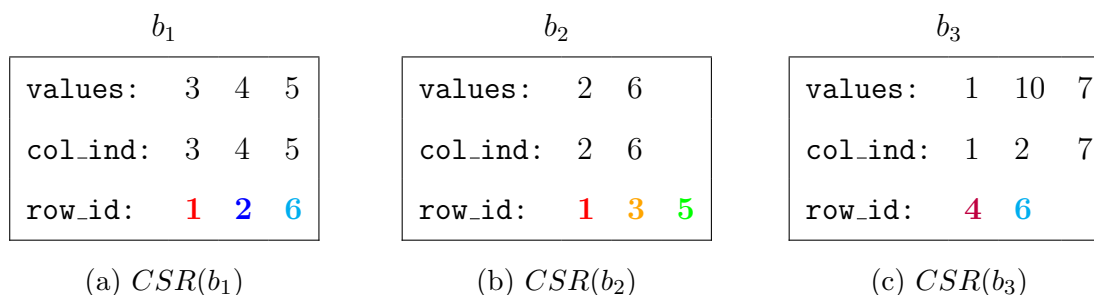 b₁
values: 3 4 5
col_ind: 3 4 5
row_id: 1 2 6
(a) CSR(b₁)
b₂
values: 2 6
col_ind: 2 6
row_id: 1 3 5
(b) CSR(b₂)
b₃
values: 1 10 7
col_ind: 1 2 7
row_id: 4 6
(c) CSR(b₃)